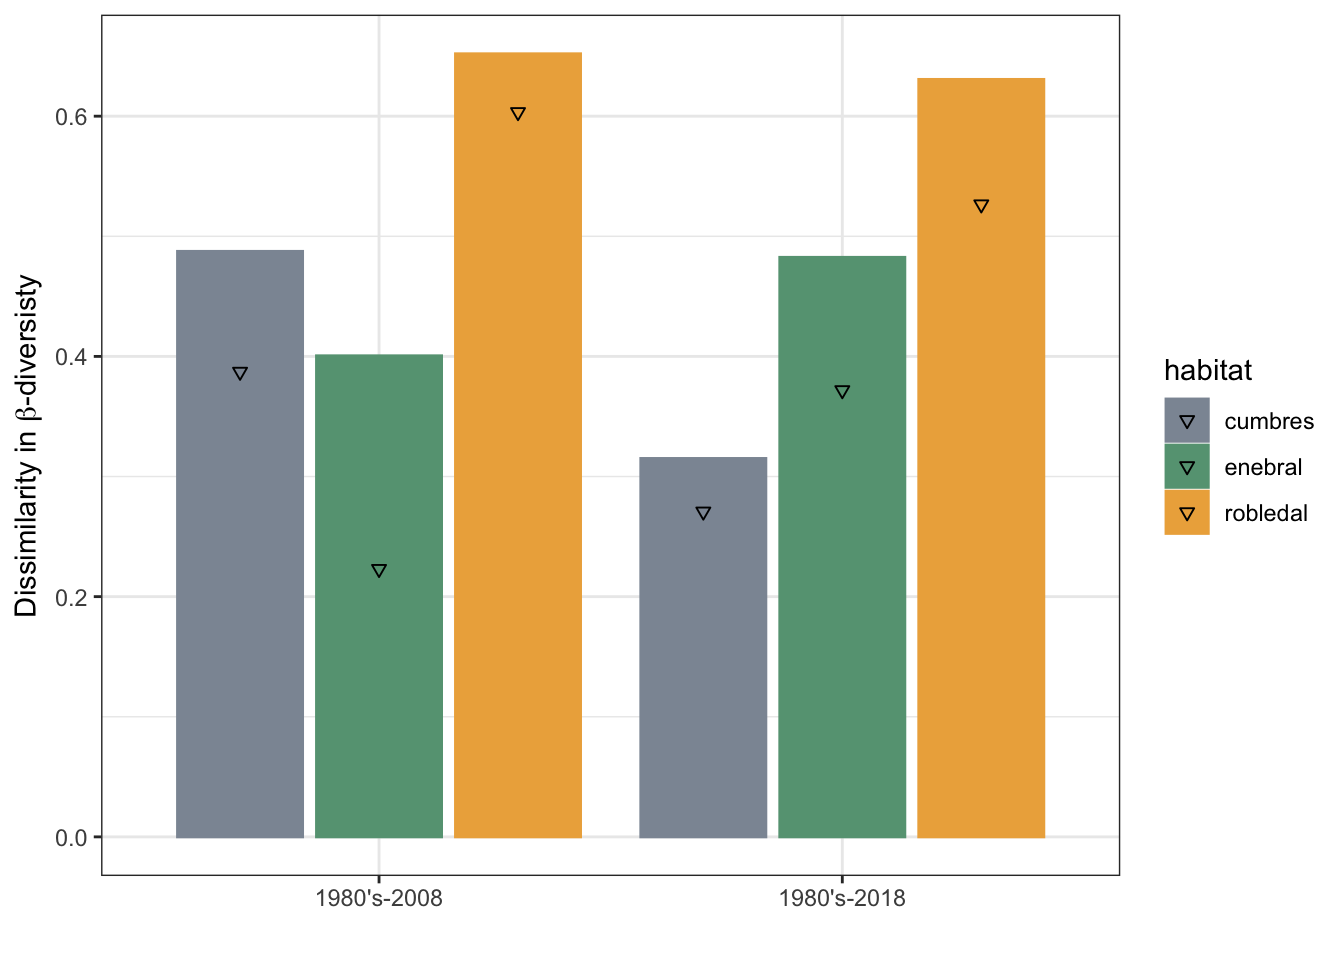 Dissimilarity in β-diversisty
0.6
0.4
0.2
0.0
1980's-2008
1980's-2018
habitat
cumbres
enebral
robledal